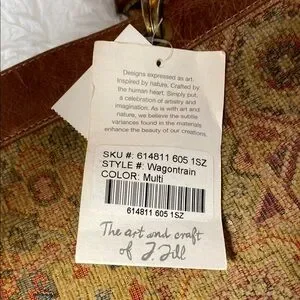 Designs expressed as art.
Inspired by nature. Crafted by
the human heart. Simply put,
a celebration of artistry and
imagination. As is with art and
nature, we believe the subtle
variances found in the materials
enhance the beauty of our creations.
SKU #: 614811 605 1SZ
STYLE #: Wagontrain
COLOR: Multi
614811 605 1SZ
The art and craft
of J. Jill